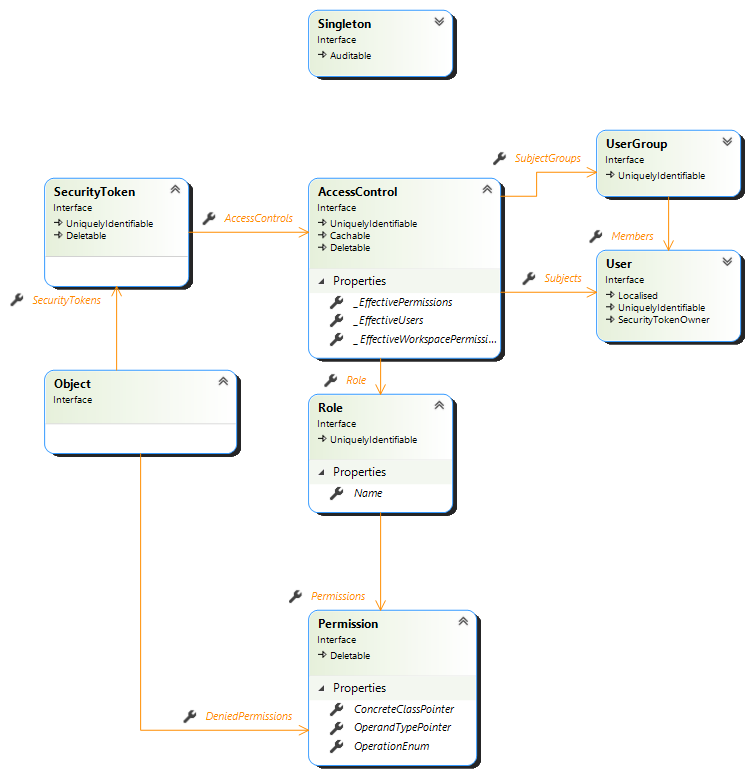 Singleton
Interface
Auditable
UserGroup
Interface
UniquelyIdentifiable
SubjectGroups
SecurityToken
Interface
UniquelyIdentifiable
Deletable
AccessControls
AccessControl
Interface
UniquelyIdentifiable
Cachable
Deletable
Properties
_EffectivePermissions
_EffectiveUsers
_EffectiveWorkspacePermissi...
Members
User
Interface
Localised
UniquelyIdentifiable
SecurityTokenOwner
Subjects
SecurityTokens
Object
Interface
Role
Role
Interface
UniquelyIdentifiable
Properties
Name
Permissions
Permission
Interface
Deletable
Properties
ConcreteClassPointer
OperandTypePointer
OperationEnum
DeniedPermissions